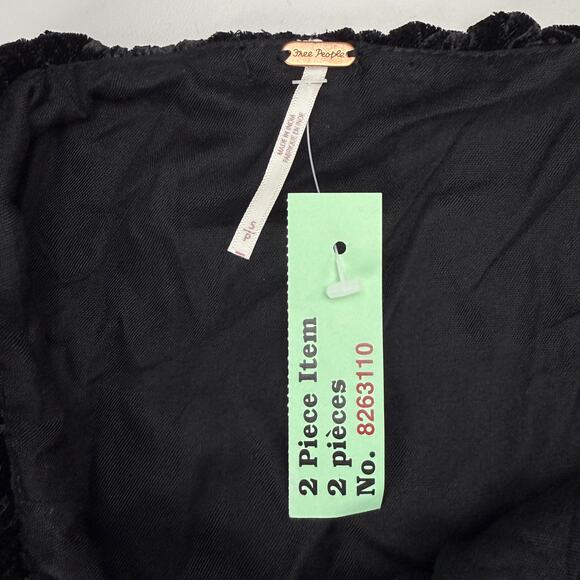 Free People
MADE IN INDIA
FABRIQUÉ EN INDE
S/P
2 Piece Item
2 pièces
No. 8263110